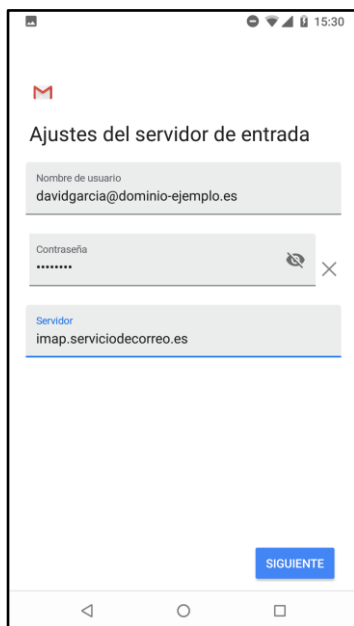 15:30
Ajustes del servidor de entrada
Nombre de usuario
davidgarcia@dominio-ejemplo.es
Contraseña
••••••••
Servidor
imap.serviciodecorreo.es
SIGUIENTE